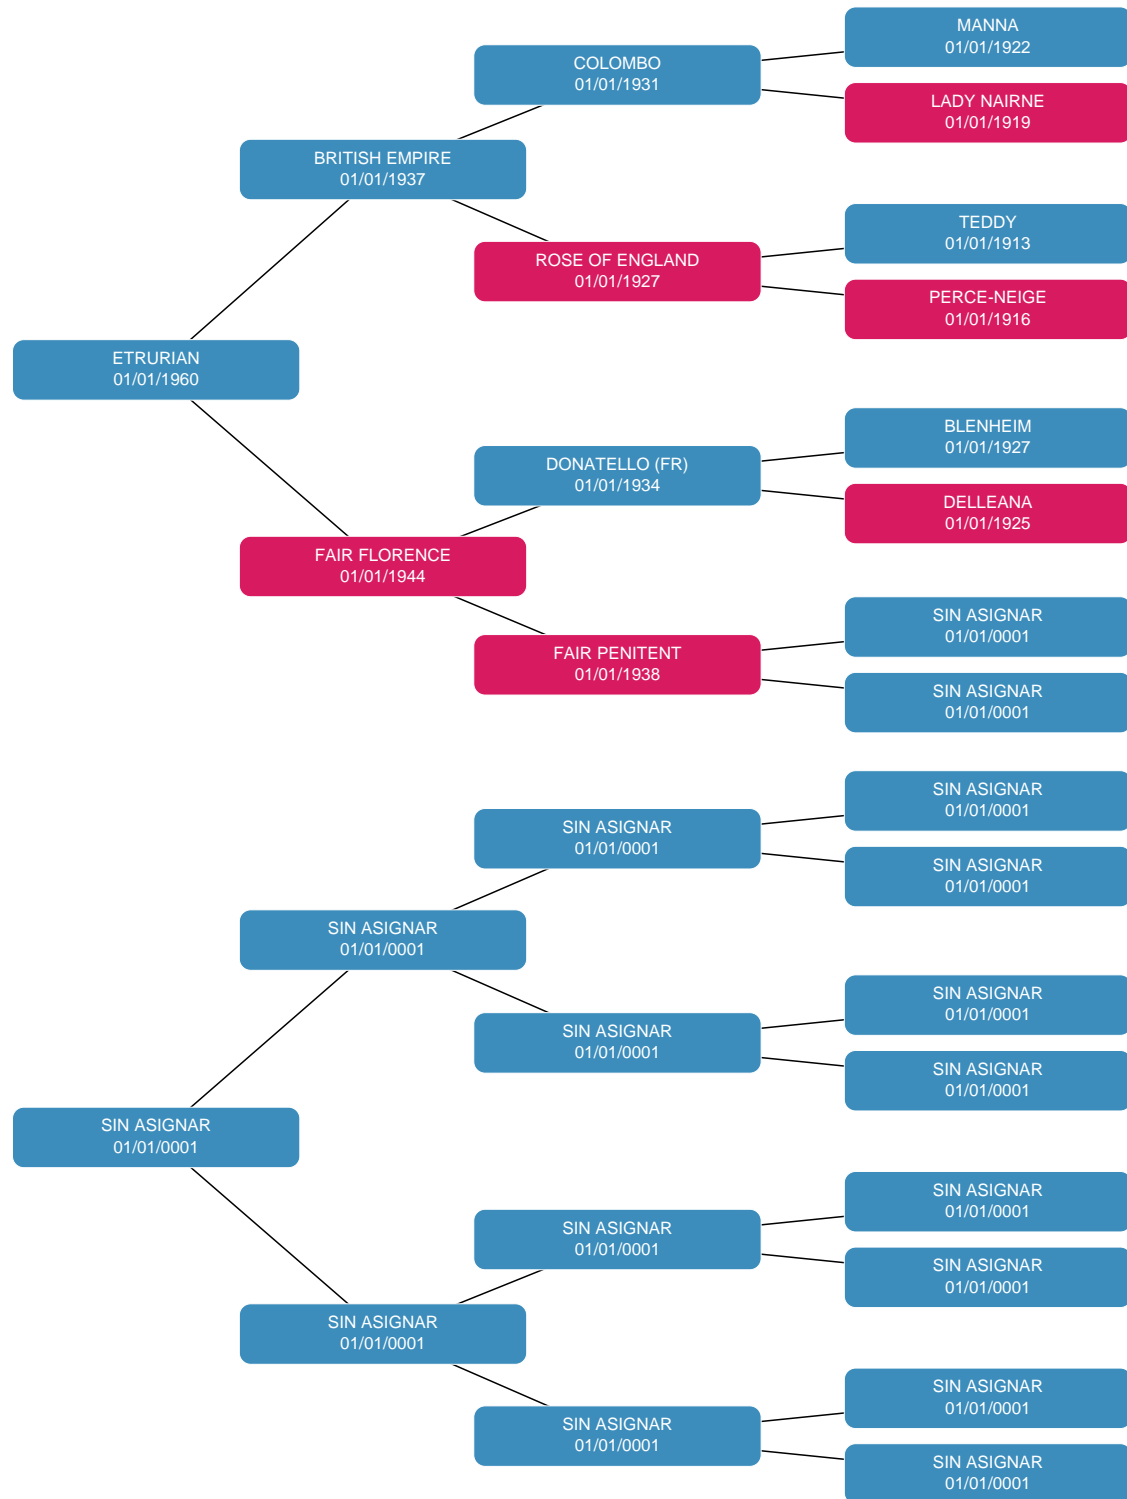 MANNA
01/01/1922
COLOMBO
01/01/1931
LADY NAIRNE
01/01/1919
BRITISH EMPIRE
01/01/1937
TEDDY
01/01/1913
ROSE OF ENGLAND
01/01/1927
PERCE-NEIGE
01/01/1916
ETRURIAN
01/01/1960
BLENHEIM
01/01/1927
DONATELLO (FR)
01/01/1934
DELLEANA
01/01/1925
FAIR FLORENCE
01/01/1944
SIN ASIGNAR
01/01/0001
FAIR PENITENT
01/01/1938
SIN ASIGNAR
01/01/0001
SIN ASIGNAR
01/01/0001
SIN ASIGNAR
01/01/0001
SIN ASIGNAR
01/01/0001
SIN ASIGNAR
01/01/0001
SIN ASIGNAR
01/01/0001
SIN ASIGNAR
01/01/0001
SIN ASIGNAR
01/01/0001
SIN ASIGNAR
01/01/0001
SIN ASIGNAR
01/01/0001
SIN ASIGNAR
01/01/0001
SIN ASIGNAR
01/01/0001
SIN ASIGNAR
01/01/0001
SIN ASIGNAR
01/01/0001
SIN ASIGNAR
01/01/0001
SIN ASIGNAR
01/01/0001